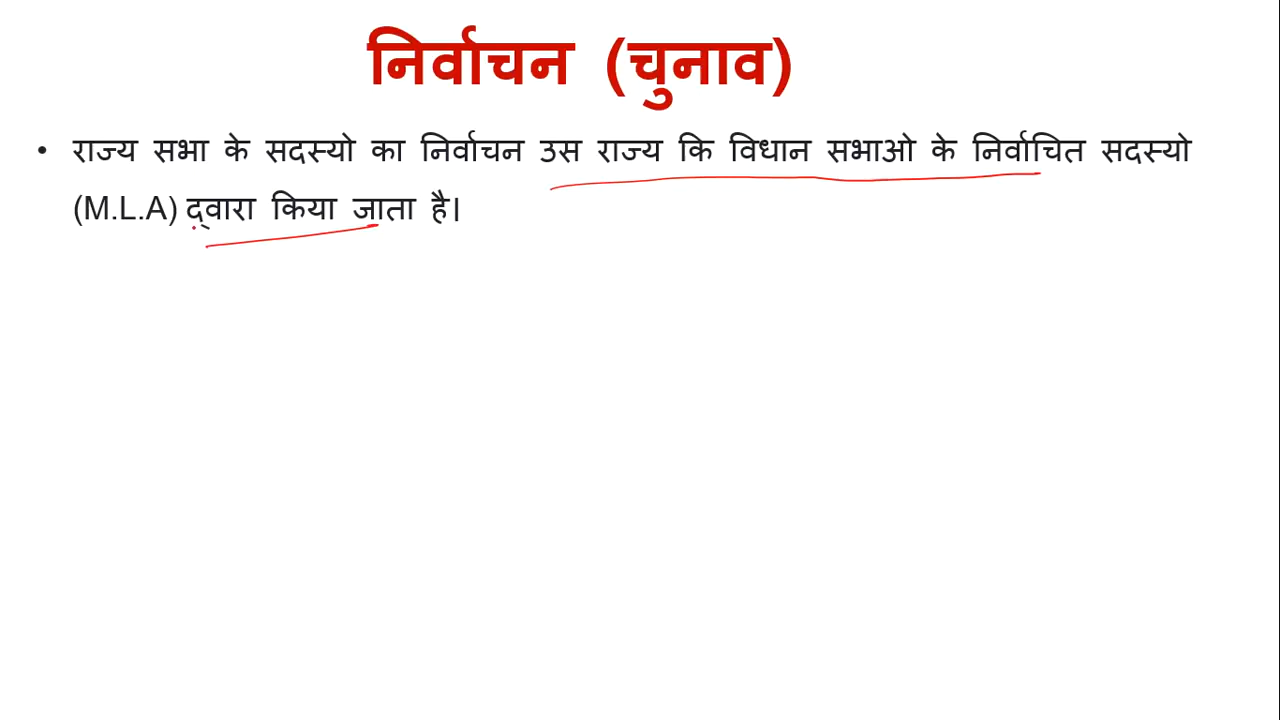 निर्वाचन (चुनाव)
• राज्य सभा के सदस्यो का निर्वाचन उस राज्य कि विधान सभाओ के निर्वाचित सदस्यो
(M.L.A) द्वारा किया जाता है।